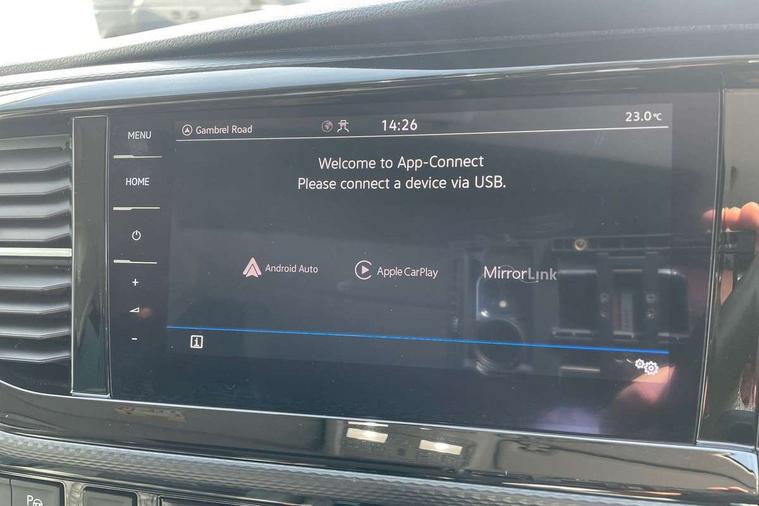 MENU
Gambrel Road
14:26
23.0°C
HOME
Welcome to App-Connect
Please connect a device via USB.
Android Auto
Apple CarPlay
MirrorLink
+
-
i
P